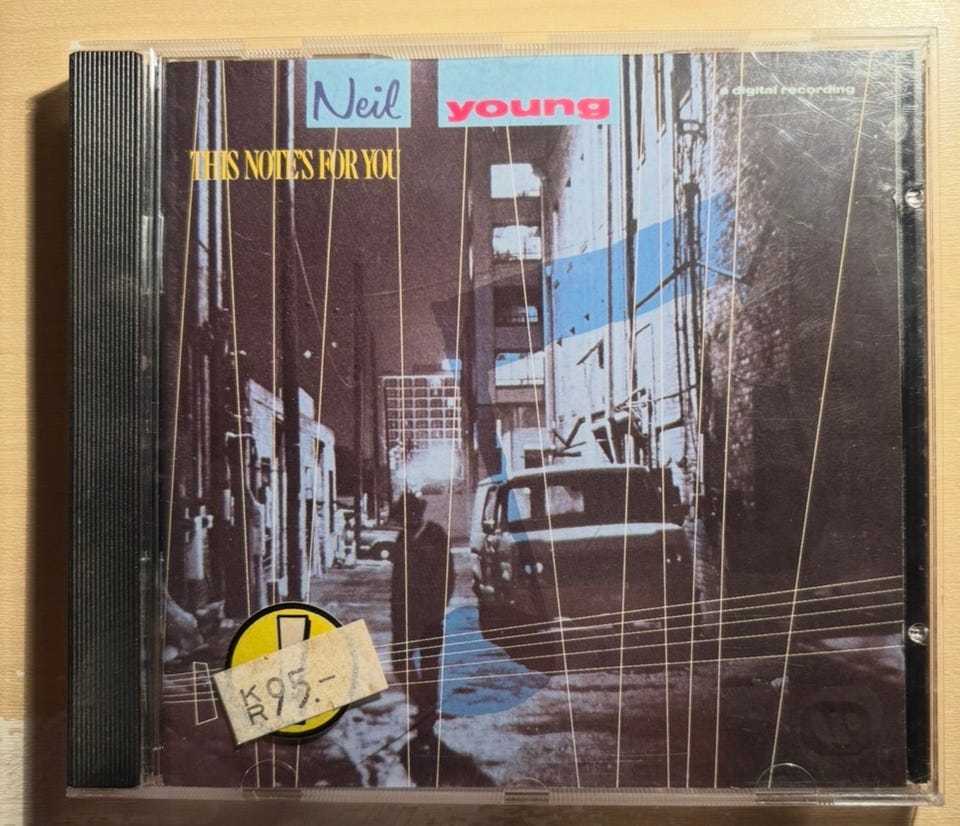 Neil young
a digital recording
THIS NOTE'S FOR YOU
!
KR 95.-